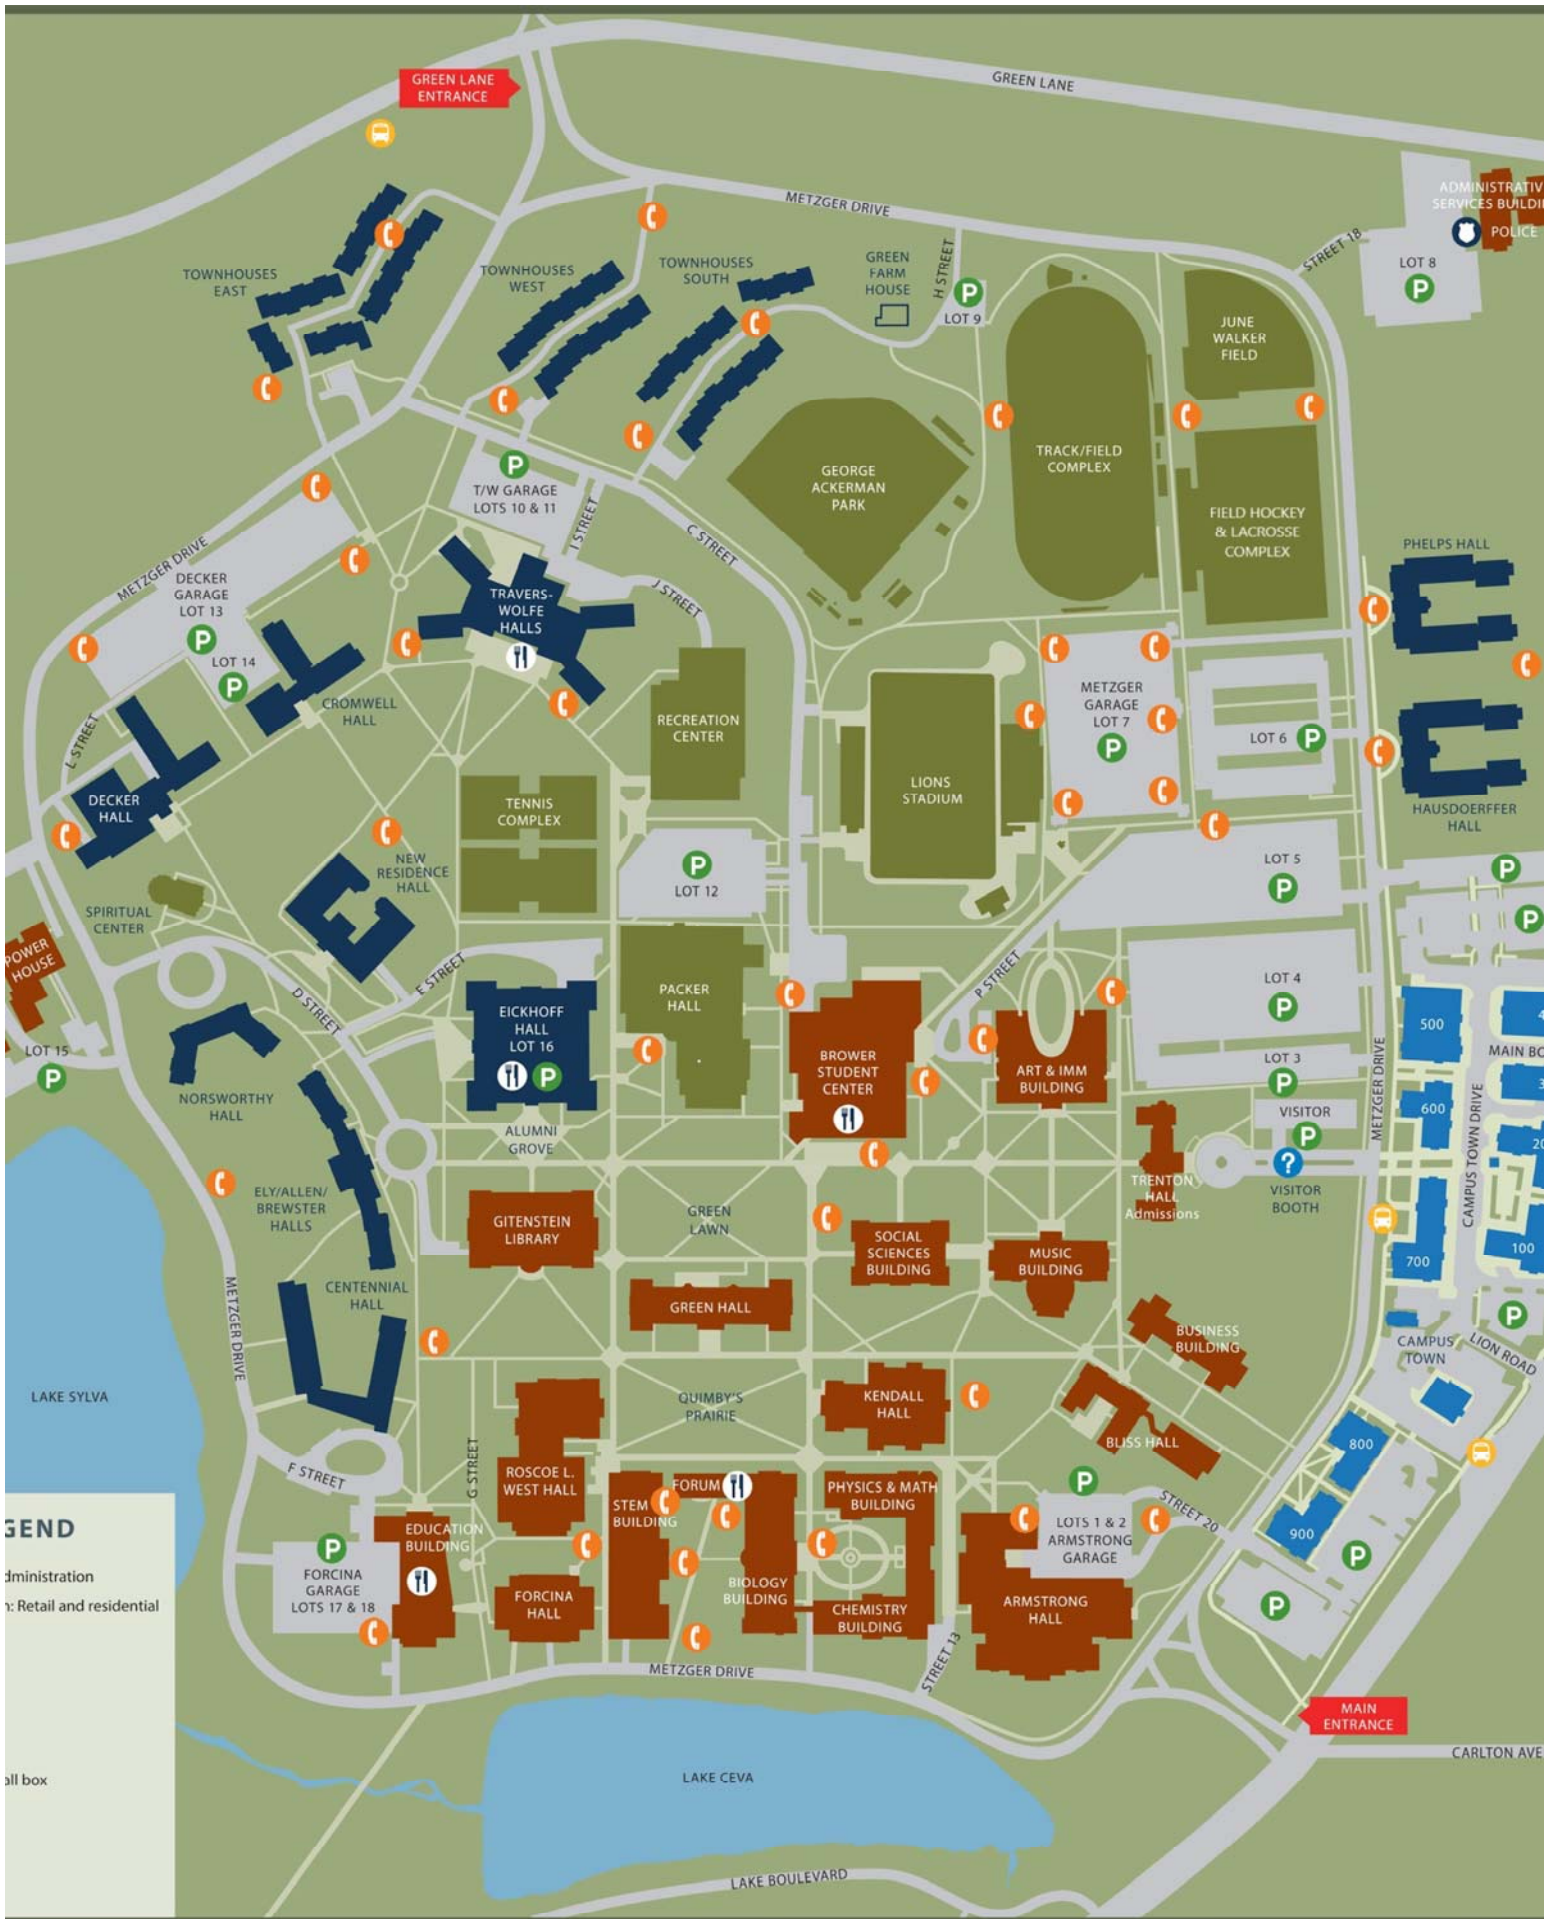 GREEN LANE
ENTRANCE
GREEN LANE
METZGER DRIVE
STREET 18
ADMINISTRATIV
SERVICES BUILDI
POLICE
LOT 8
P
TOWNHOUSES
EAST
TOWNHOUSES
WEST
TOWNHOUSES
SOUTH
GREEN
FARM
HOUSE
H STREET
P
LOT 9
JUNE
WALKER
FIELD
TRACK/FIELD
COMPLEX
GEORGE
ACKERMAN
PARK
FIELD HOCKEY
& LACROSSE
COMPLEX
P
T/W GARAGE
LOTS 10 & 11
I STREET
C STREET
J STREET
METZGER DRIVE
DECKER
GARAGE
LOT 13
P
LOT 14
P
TRAVERS-
WOLFE
HALLS
CROMWELL
HALL
PHELPS HALL
L STREET
RECREATION
CENTER
METZGER
GARAGE
LOT 7
P
LOT 6 P
LIONS
STADIUM
DECKER
HALL
TENNIS
COMPLEX
HAUSDOERFFER
HALL
NEW
RESIDENCE
HALL
P
LOT 12
LOT 5
P
P
P
SPIRITUAL
CENTER
POWER
HOUSE
E STREET
D STREET
PACKER
HALL
P STREET
LOT 4
P
EICKHOFF
HALL
LOT 16
P
500
4
MAIN BO
LOT 15
P
BROWER
STUDENT
CENTER
ART & IMM
BUILDING
LOT 3
P
METZGER DRIVE
3
NORSWORTHY
HALL
600
CAMPUS TOWN DRIVE
VISITOR
P
20
ALUMNI
GROVE
?
VISITOR
BOOTH
TRENTON
HALL
Admissions
ELY/ALLEN/
BREWSTER
HALLS
GITENSTEIN
LIBRARY
GREEN
LAWN
SOCIAL
SCIENCES
BUILDING
MUSIC
BUILDING
700
100
CENTENNIAL
HALL
METZGER DRIVE
GREEN HALL
P
BUSINESS
BUILDING
CAMPUS
TOWN
LION ROAD
LAKE SYLVA
QUIMBY'S
PRAIRIE
KENDALL
HALL
BLISS HALL
800
F STREET
G STREET
ROSCOE L.
WEST HALL
FORUM
STEM
BUILDING
PHYSICS & MATH
BUILDING
P
LOTS 1 & 2
ARMSTRONG
GARAGE
STREET 20
900
P
P
GEND
dministration
n: Retail and residential
all box
P
FORCINA
GARAGE
LOTS 17 & 18
EDUCATION
BUILDING
FORCINA
HALL
BIOLOGY
BUILDING
CHEMISTRY
BUILDING
ARMSTRONG
HALL
METZGER DRIVE
STREET 13
MAIN
ENTRANCE
CARLTON AVE
LAKE CEVA
LAKE BOULEVARD